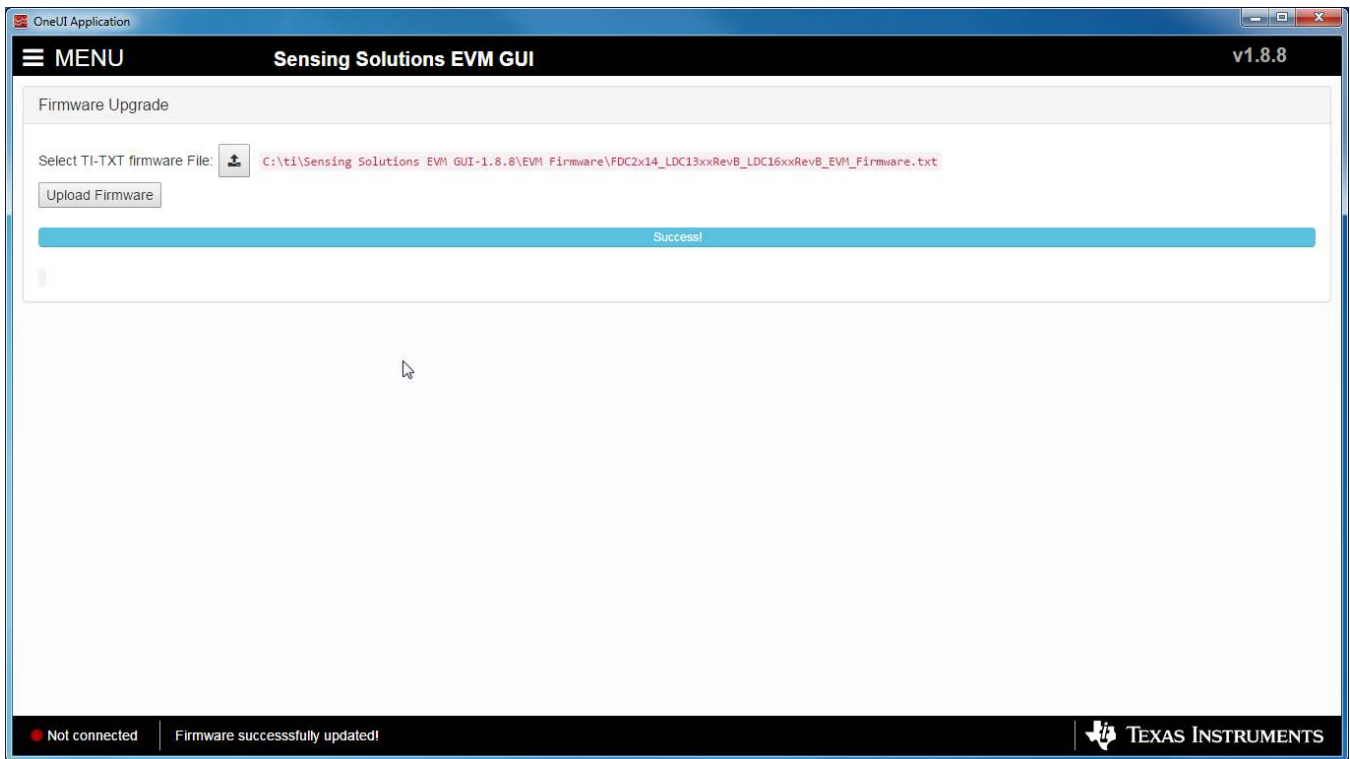 OneUI Application
MENU
Sensing Solutions EVM GUI
v1.8.8
Firmware Upgrade
Select TI-TXT firmware File:
C:\ti\Sensing Solutions EVM GUI-1.8.8\EVM Firmware\FDC2x14_LDC13xxRevB_LDC16xxRevB_EVM_Firmware.txt
Upload Firmware
Success!
Not connected
Firmware successsfully updated!
TEXAS INSTRUMENTS